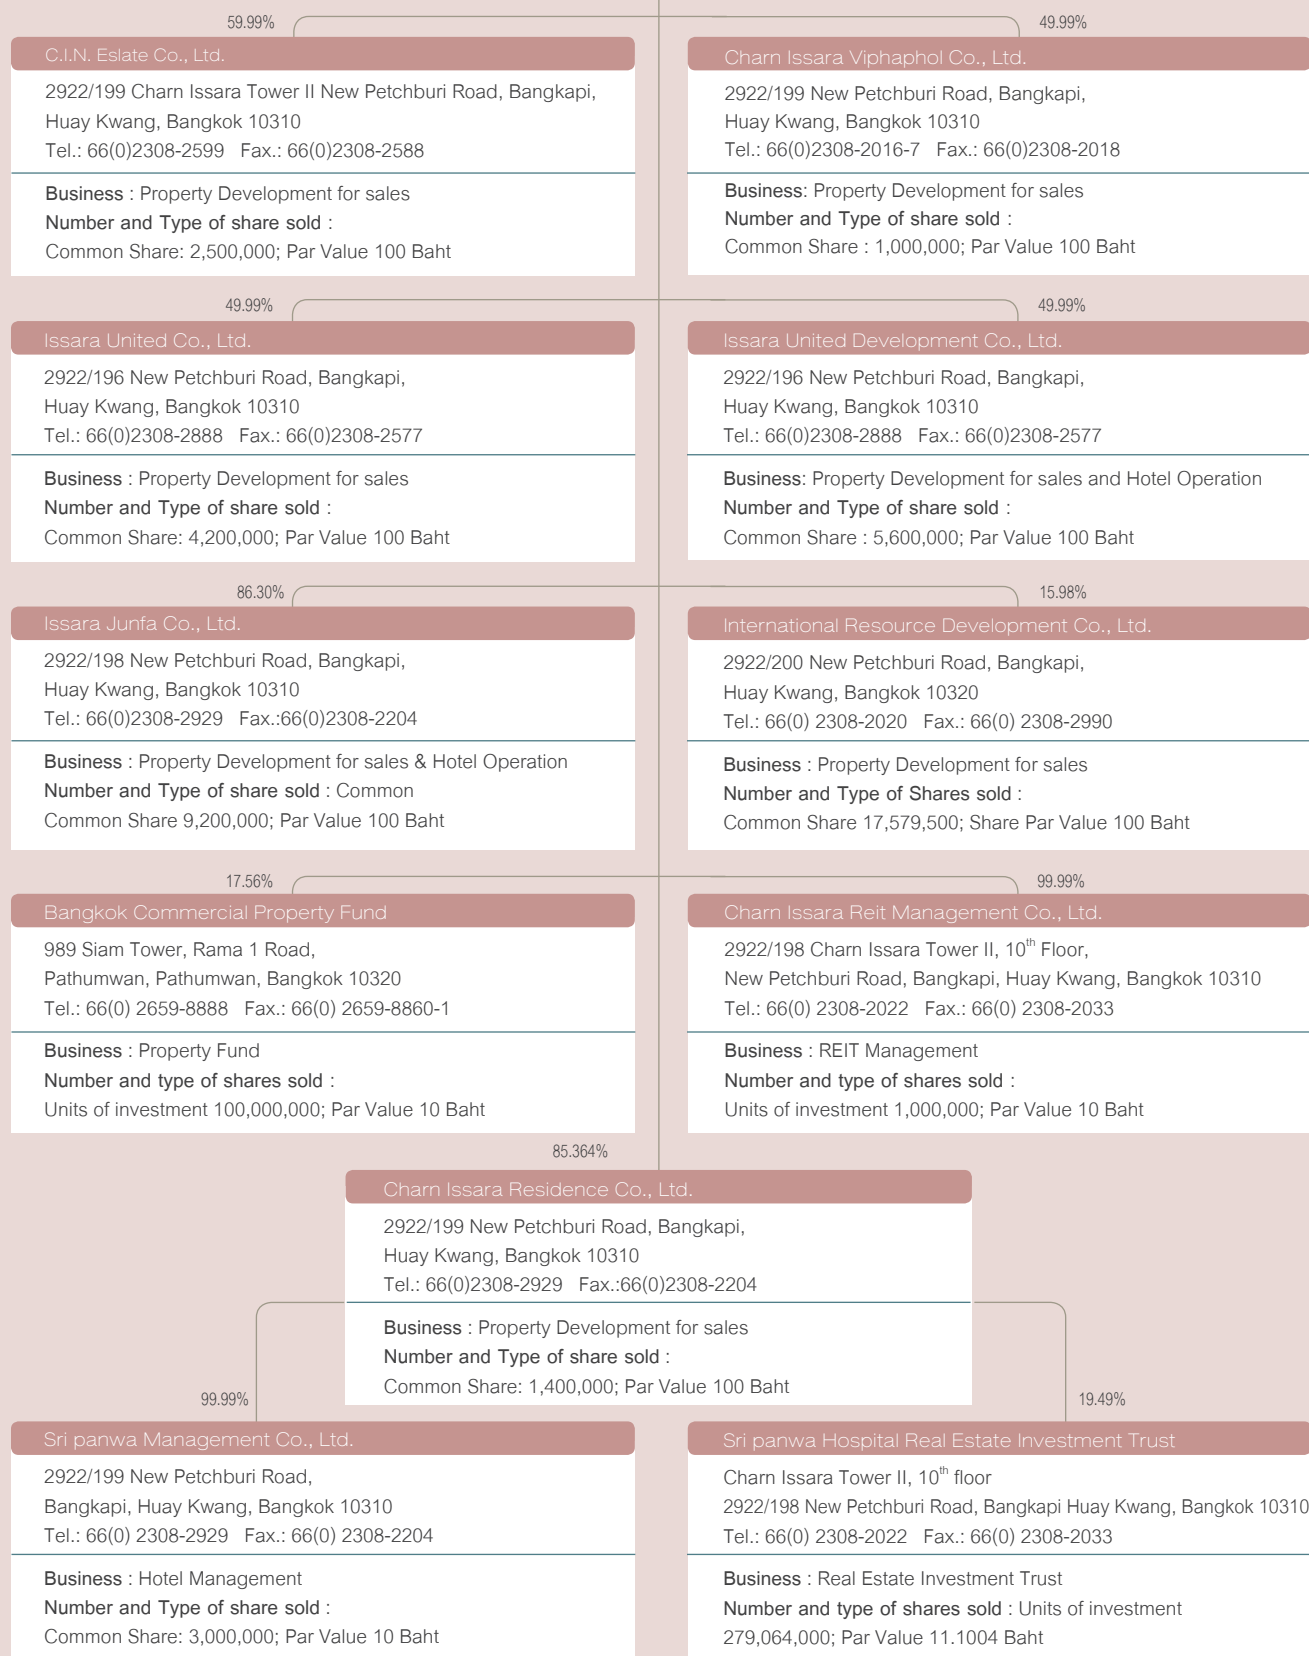 59.99%
C.I.N. Eslate Co., Ltd.
2922/199 Charn Issara Tower II New Petchburi Road, Bangkapi,
Huay Kwang, Bangkok 10310
Tel.: 66(0)2308-2599 Fax.: 66(0)2308-2588
Business : Property Development for sales
Number and Type of share sold :
Common Share: 2,500,000; Par Value 100 Baht
49.99%
Charn Issara Viphaphol Co., Ltd.
2922/199 New Petchburi Road, Bangkapi,
Huay Kwang, Bangkok 10310
Tel.: 66(0)2308-2016-7 Fax.: 66(0)2308-2018
Business: Property Development for sales
Number and Type of share sold :
Common Share : 1,000,000; Par Value 100 Baht
49.99%
Issara United Co., Ltd.
2922/196 New Petchburi Road, Bangkapi,
Huay Kwang, Bangkok 10310
Tel.: 66(0)2308-2888 Fax.: 66(0)2308-2577
Business : Property Development for sales
Number and Type of share sold :
Common Share: 4,200,000; Par Value 100 Baht
49.99%
Issara United Development Co., Ltd.
2922/196 New Petchburi Road, Bangkapi,
Huay Kwang, Bangkok 10310
Tel.: 66(0)2308-2888 Fax.: 66(0)2308-2577
Business: Property Development for sales and Hotel Operation
Number and Type of share sold :
Common Share : 5,600,000; Par Value 100 Baht
86.30%
Issara Junfa Co., Ltd.
2922/198 New Petchburi Road, Bangkapi,
Huay Kwang, Bangkok 10310
Tel.: 66(0)2308-2929 Fax.:66(0)2308-2204
Business : Property Development for sales & Hotel Operation
Number and Type of share sold : Common
Common Share 9,200,000; Par Value 100 Baht
15.98%
International Resource Development Co., Ltd.
2922/200 New Petchburi Road, Bangkapi,
Huay Kwang, Bangkok 10320
Tel.: 66(0) 2308-2020 Fax.: 66(0) 2308-2990
Business : Property Development for sales
Number and Type of Shares sold :
Common Share 17,579,500; Share Par Value 100 Baht
17.56%
Bangkok Commercial Property Fund
989 Siam Tower, Rama 1 Road,
Pathumwan, Pathumwan, Bangkok 10320
Tel.: 66(0) 2659-8888 Fax.: 66(0) 2659-8860-1
Business : Property Fund
Number and type of shares sold :
Units of investment 100,000,000; Par Value 10 Baht
99.99%
Charn Issara Reit Management Co., Ltd.
2922/198 Charn Issara Tower II, 10th Floor,
New Petchburi Road, Bangkapi, Huay Kwang, Bangkok 10310
Tel.: 66(0) 2308-2022 Fax.: 66(0) 2308-2033
Business : REIT Management
Number and type of shares sold :
Units of investment 1,000,000; Par Value 10 Baht
85.364%
Charn Issara Residence Co., Ltd.
2922/199 New Petchburi Road, Bangkapi,
Huay Kwang, Bangkok 10310
Tel.: 66(0)2308-2929 Fax.:66(0)2308-2204
Business : Property Development for sales
Number and Type of share sold :
Common Share: 1,400,000; Par Value 100 Baht
99.99%
Sri panwa Management Co., Ltd.
2922/199 New Petchburi Road,
Bangkapi, Huay Kwang, Bangkok 10310
Tel.: 66(0) 2308-2929 Fax.: 66(0) 2308-2204
Business : Hotel Management
Number and Type of share sold :
Common Share: 3,000,000; Par Value 10 Baht
19.49%
Sri panwa Hospital Real Estate Investment Trust
Charn Issara Tower II, 10th floor
2922/198 New Petchburi Road, Bangkapi Huay Kwang, Bangkok 10310
Tel.: 66(0) 2308-2022 Fax.: 66(0) 2308-2033
Business : Real Estate Investment Trust
Number and type of shares sold : Units of investment
279,064,000; Par Value 11.1004 Baht